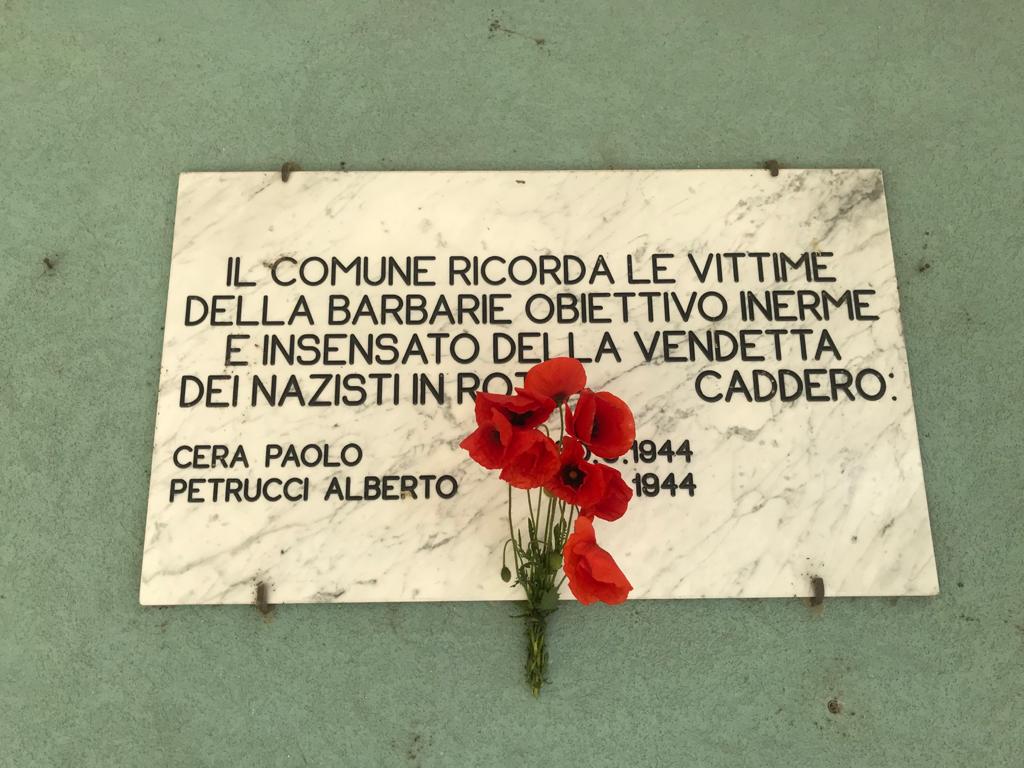 IL COMUNE RICORDA LE VITTIME
DELLA BARBARIE OBIETTIVO INERME
E INSENSATO DELLA VENDETTA
DEI NAZISTI IN CADDERO:
CERA PAOLO 1944
PETRUCCI ALBERTO 1944